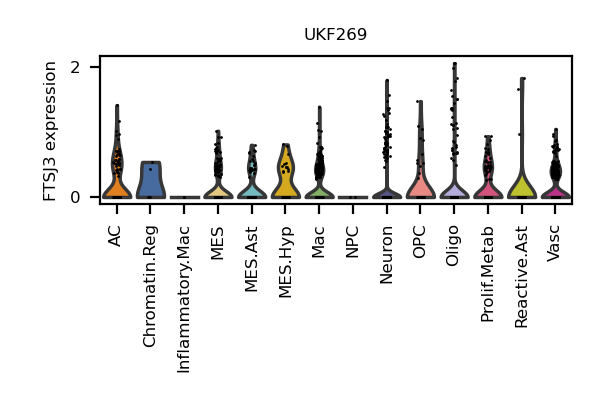 UKF269
FTSJ3 expression
2
0
AC
Chromatin.Reg
Inflammatory.Mac
MES
MES.Ast
MES.Hyp
Mac
NPC
Neuron
OPC
Oligo
Prolif.Metab
Reactive.Ast
Vasc